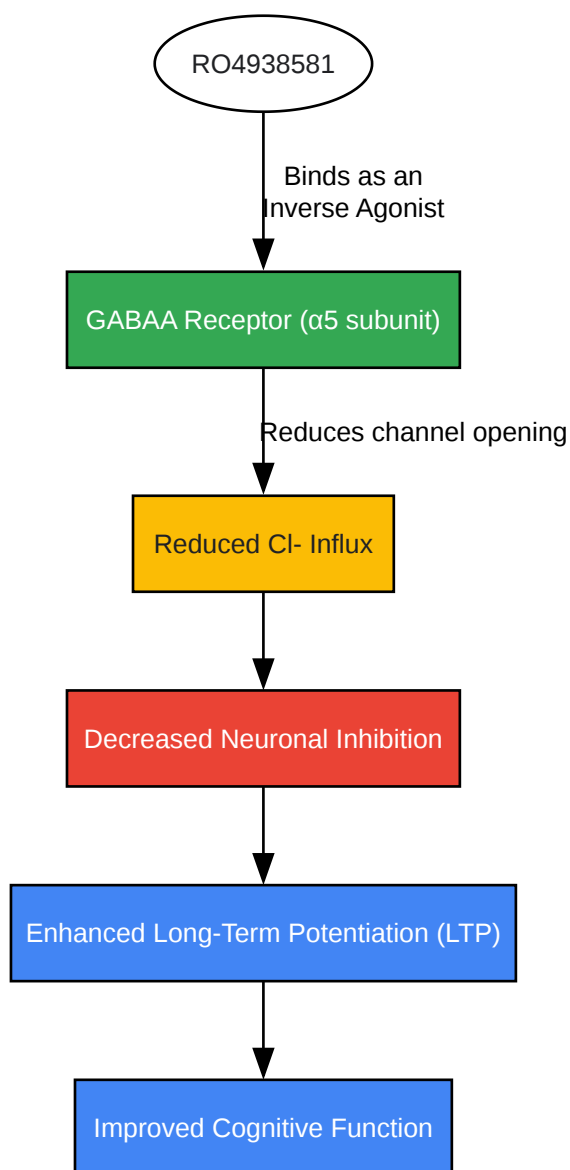 RO4938581
Binds as an
Inverse Agonist
GABAA Receptor (α5 subunit)
Reduces channel opening
Reduced Cl- Influx
Decreased Neuronal Inhibition
Enhanced Long-Term Potentiation (LTP)
Improved Cognitive Function